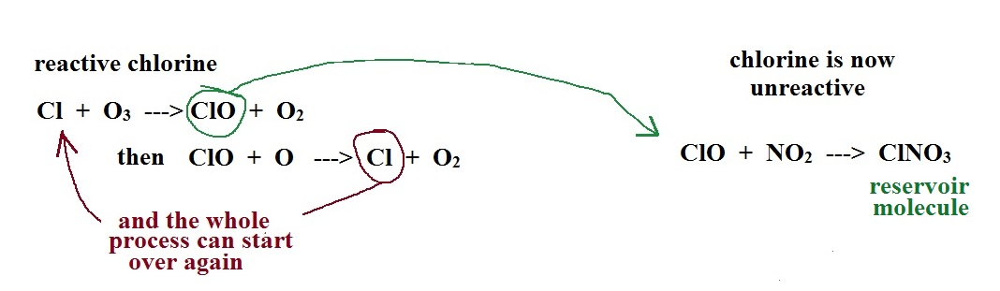 reactive chlorine
Cl + O₃ ---> ClO + O₂
then ClO + O ---> Cl + O₂
and the whole
process can start
over again
chlorine is now
unreactive
ClO + NO₂ ---> ClNO₃
reservoir
molecule